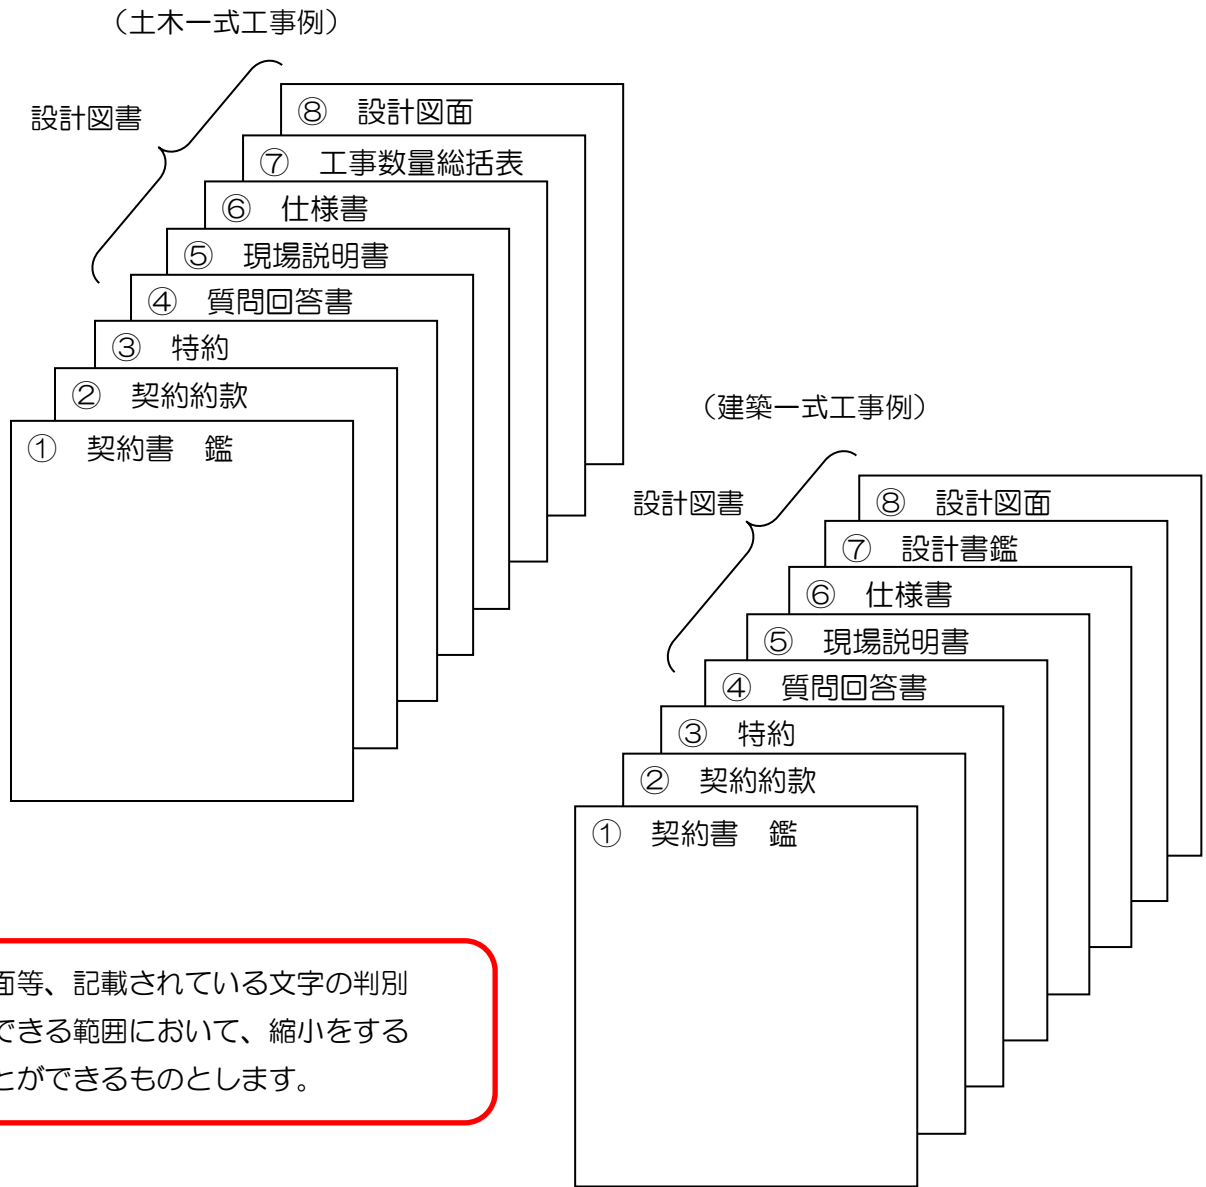 （土木一式工事例）
設計図書
⑧　設計図面
⑦　工事数量総括表
⑥　仕様書
⑤　現場説明書
④　質問回答書
③　特約
②　契約約款
①　契約書　鑑
（建築一式工事例）
設計図書
⑧　設計図面
⑦　設計書鑑
⑥　仕様書
⑤　現場説明書
④　質問回答書
③　特約
②　契約約款
①　契約書　鑑
面等、記載されている文字の判別
できる範囲において、縮小をする
とができるものとします。